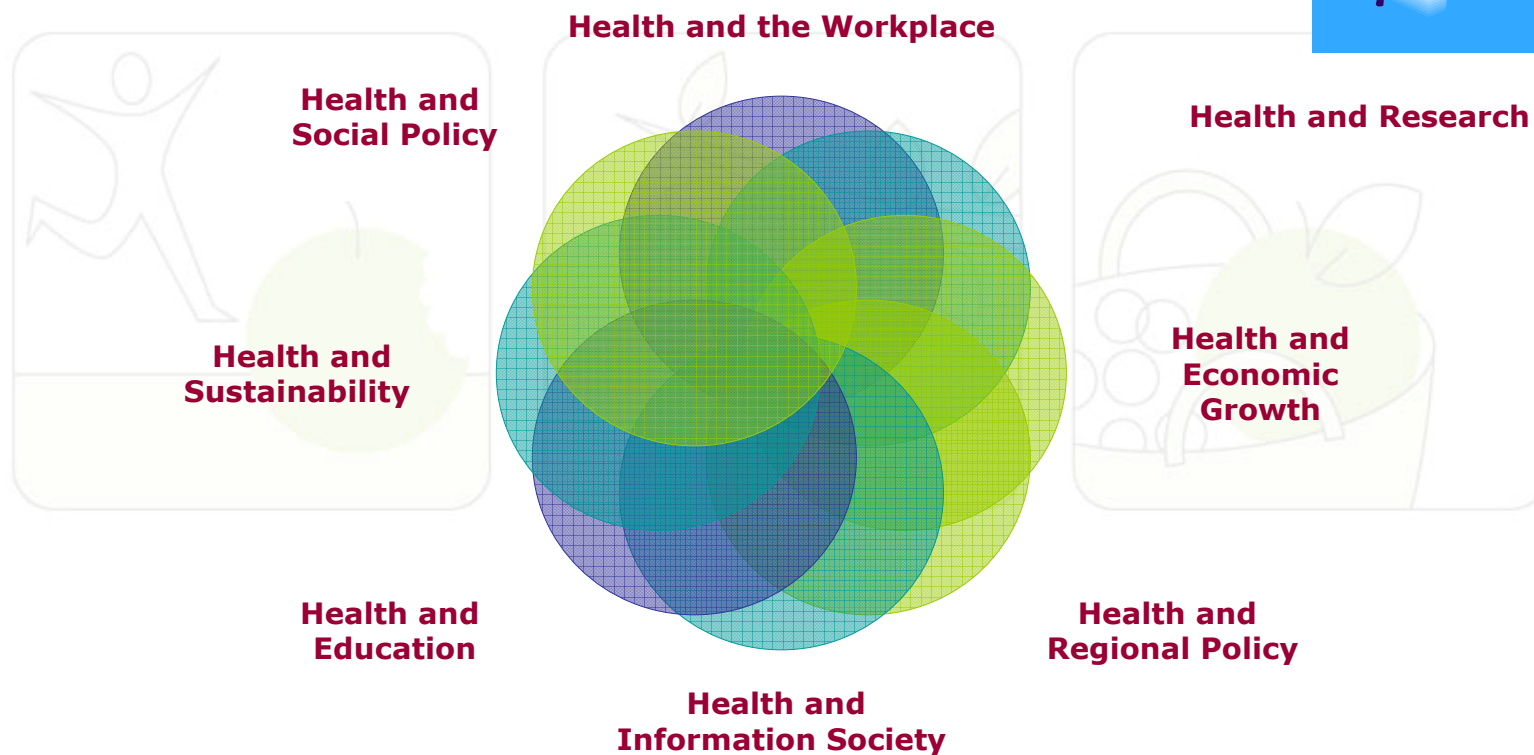 Health and the Workplace
Health and
Social Policy
Health and Research
Health and
Sustainability
Health and
Economic
Growth
Health and
Education
Health and
Regional Policy
Health and
Information Society